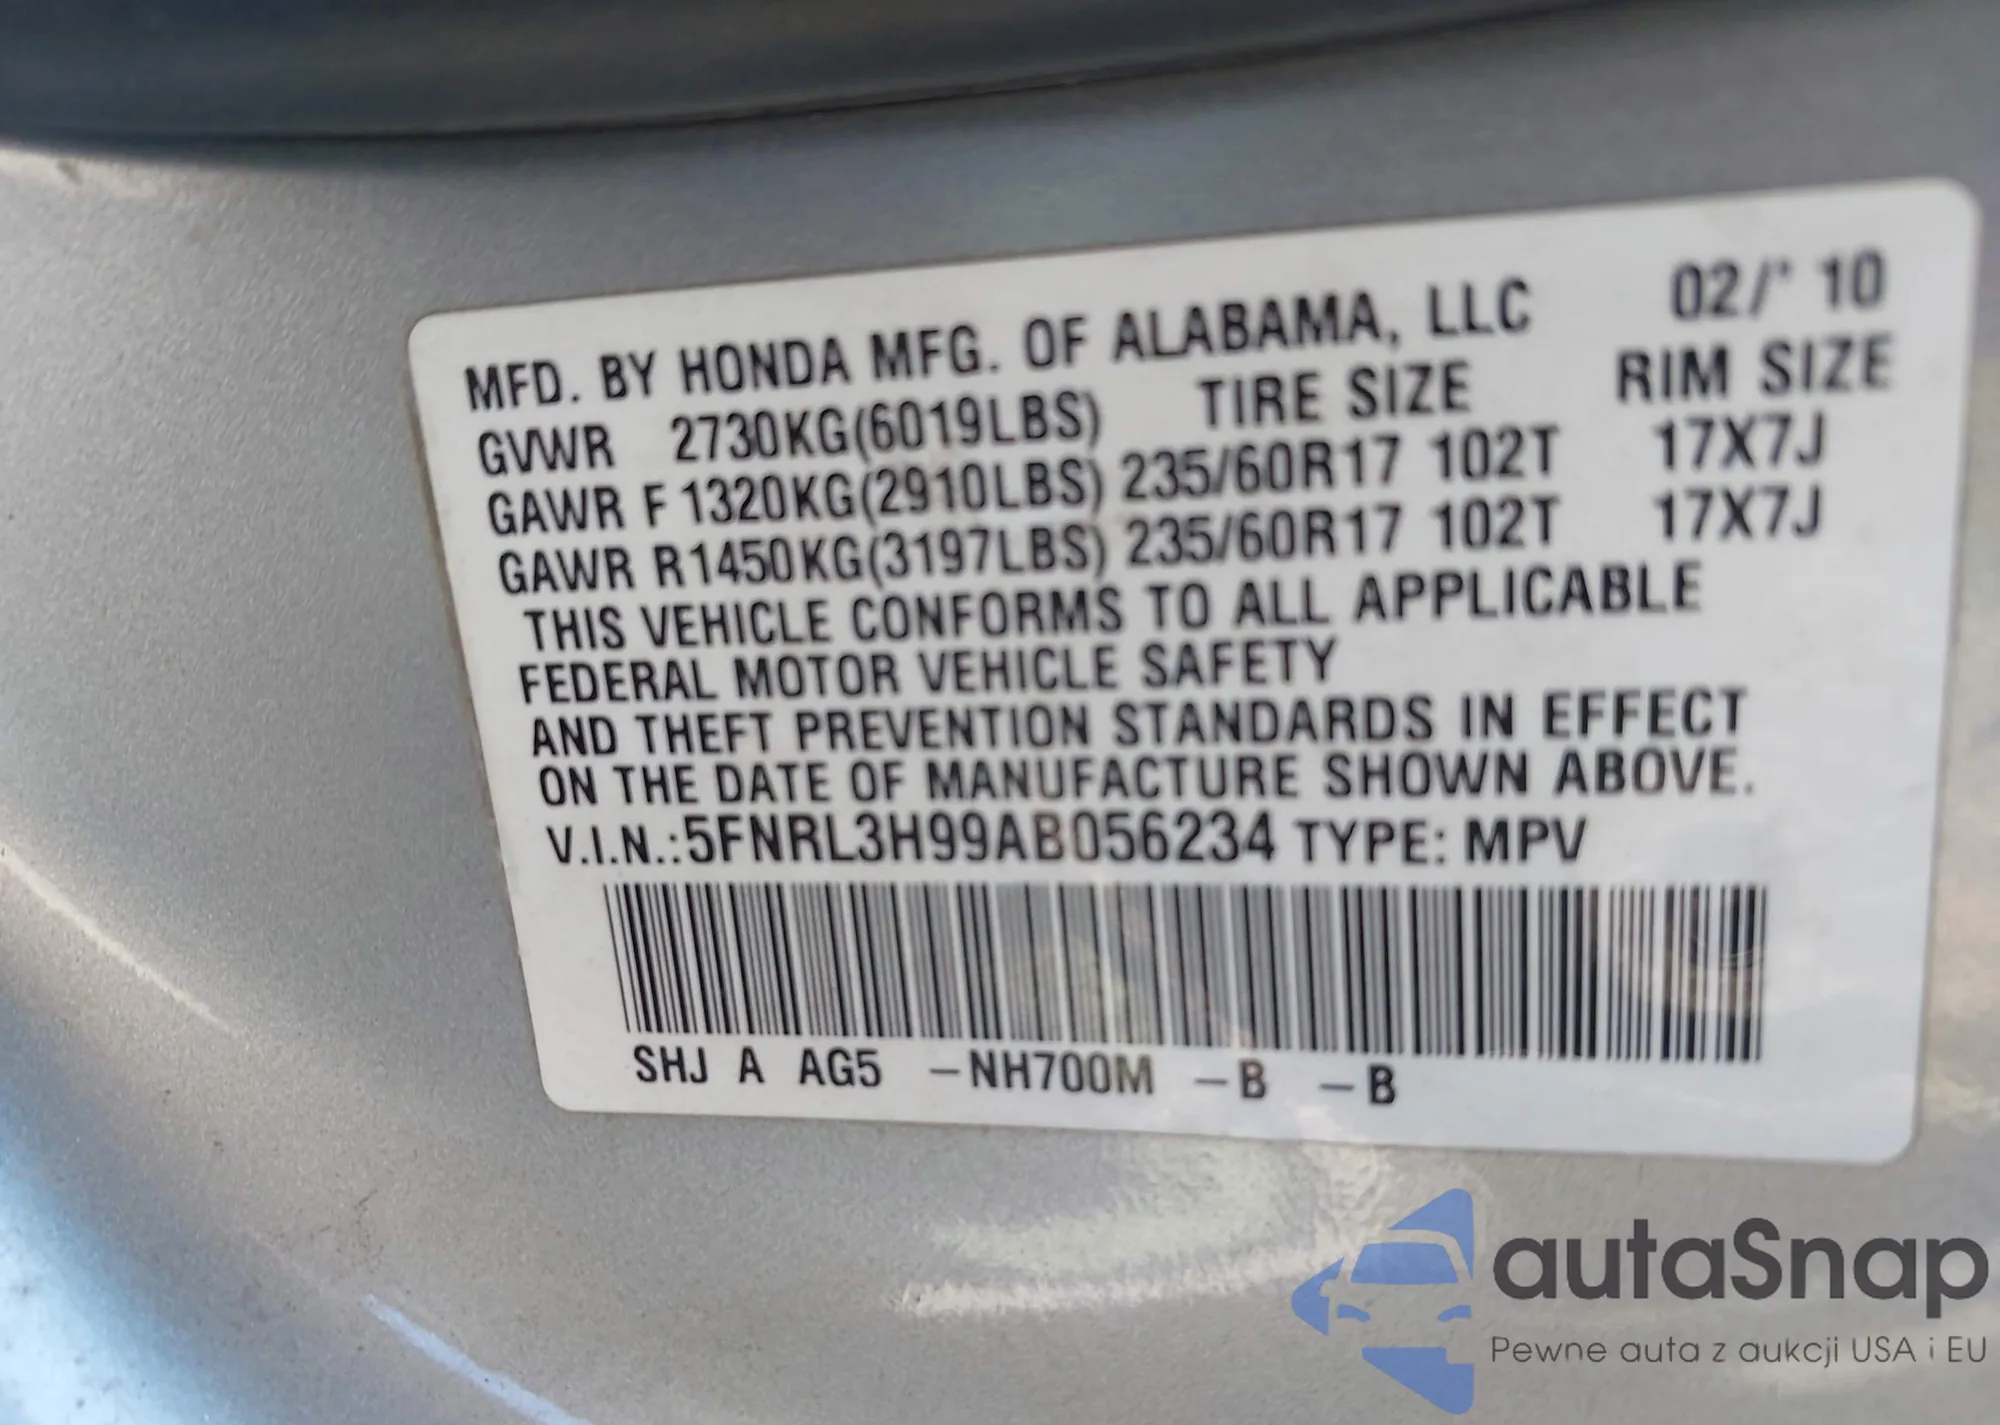 MFD. BY HONDA MFG. OF ALABAMA, LLC 02/'10
GVWR 2730KG(6019LBS) TIRE SIZE RIM SIZE
GAWR F 1320KG(2910LBS) 235/60R17 102T 17X7J
GAWR R1450KG(3197LBS) 235/60R17 102T 17X7J
THIS VEHICLE CONFORMS TO ALL APPLICABLE
FEDERAL MOTOR VEHICLE SAFETY
AND THEFT PREVENTION STANDARDS IN EFFECT
ON THE DATE OF MANUFACTURE SHOWN ABOVE.
V.I.N.:5FNRL3H99AB056234 TYPE: MPV
SHJ A AG5 -NH700M -B -B
autaSnap
Pewne auta z aukcji USA i EU